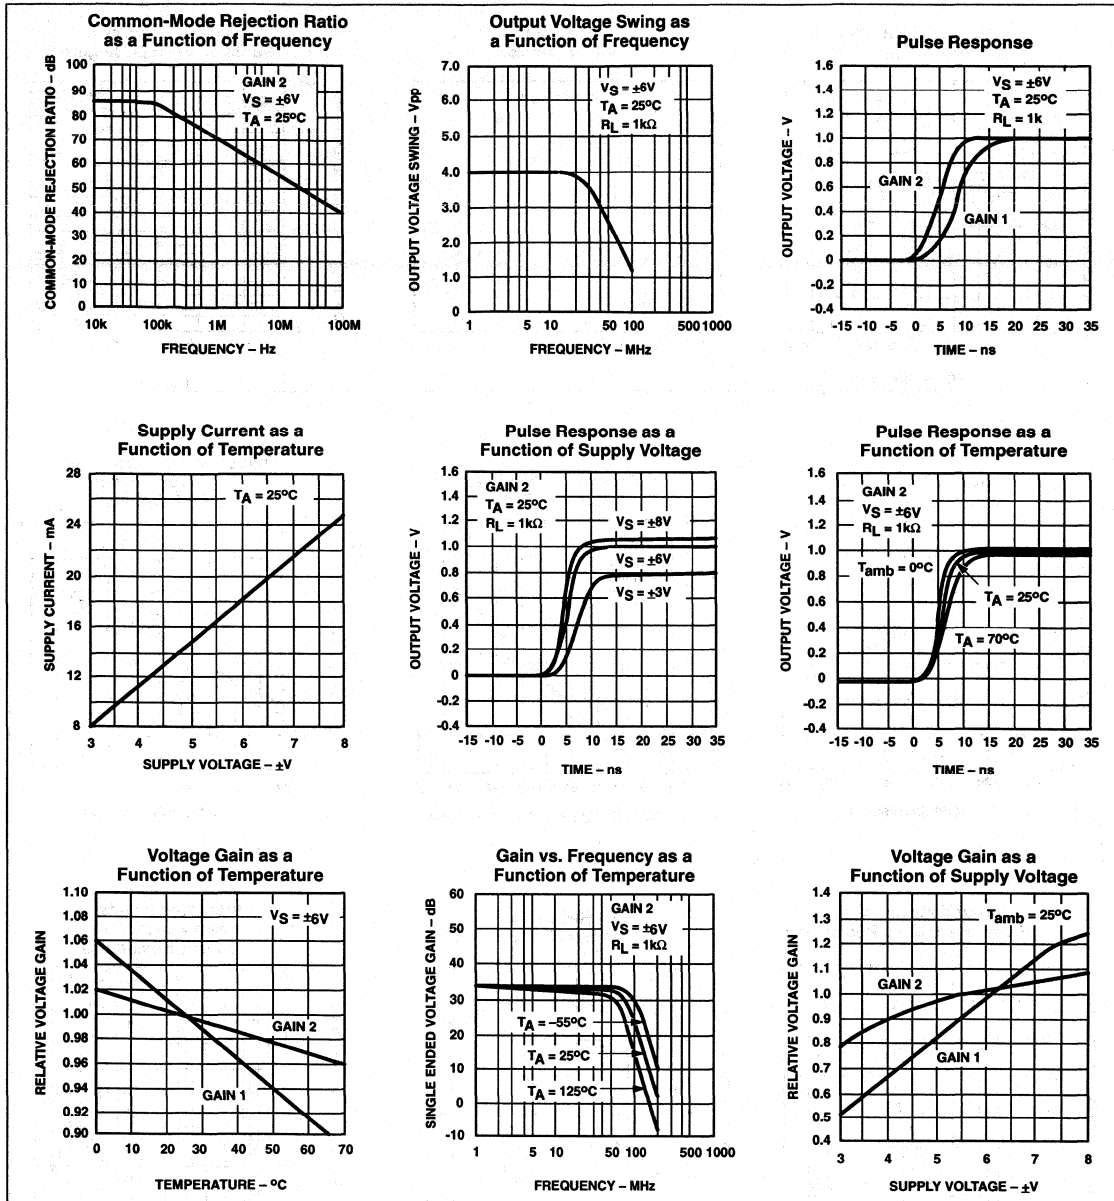 Common-Mode Rejection Ratio
as a Function of Frequency
COMMON-MODE REJECTION RATIO – dB
100
90
80
70
60
50
40
30
20
10
0
GAIN 2
VS = ±6V
TA = 25°C
10k 100k 1M 10M 100M
FREQUENCY – Hz
Output Voltage Swing as
a Function of Frequency
OUTPUT VOLTAGE SWING – Vpp
7.0
6.0
5.0
4.0
3.0
2.0
1.0
0
VS = ±6V
TA = 25°C
RL = 1kΩ
1 5 10 50 100 500 1000
FREQUENCY – MHz
Pulse Response
OUTPUT VOLTAGE – V
1.6
1.4
1.2
1.0
0.8
0.6
0.4
0.2
0
-0.2
-0.4
VS = ±6V
TA = 25°C
RL = 1k
GAIN 2
GAIN 1
-15 -10 -5 0 5 10 15 20 25 30 35
TIME – ns
Supply Current as a
Function of Temperature
SUPPLY CURRENT – mA
28
24
20
16
12
8
TA = 25°C
3 4 5 6 7 8
SUPPLY VOLTAGE – ±V
Pulse Response as a
Function of Supply Voltage
OUTPUT VOLTAGE – V
1.6
1.4
1.2
1.0
0.8
0.6
0.4
0.2
0
-0.2
-0.4
GAIN 2
TA = 25°C
RL = 1kΩ
VS = ±8V
VS = ±6V
VS = ±3V
-15 -10 -5 0 5 10 15 20 25 30 35
TIME – ns
Pulse Response as a
Function of Temperature
OUTPUT VOLTAGE – V
1.6
1.4
1.2
1.0
0.8
0.6
0.4
0.2
0
-0.2
-0.4
GAIN 2
VS = ±6V
RL = 1kΩ
Tamb = 0°C
TA = 25°C
TA = 70°C
-15 -10 -5 0 5 10 15 20 25 30 35
TIME – ns
Voltage Gain as a
Function of Temperature
RELATIVE VOLTAGE GAIN
1.10
1.08
1.06
1.04
1.02
1.00
0.98
0.96
0.94
0.92
0.90
VS = ±6V
GAIN 2
GAIN 1
0 10 20 30 40 50 60 70
TEMPERATURE – °C
Gain vs. Frequency as a
Function of Temperature
SINGLE ENDED VOLTAGE GAIN – dB
60
50
40
30
20
10
0
-10
GAIN 2
VS = ±6V
RL = 1kΩ
TA = –55°C
TA = 25°C
TA = 125°C
1 5 10 50 100 500 1000
FREQUENCY – MHz
Voltage Gain as a
Function of Supply Voltage
RELATIVE VOLTAGE GAIN
1.4
1.3
1.2
1.1
1.0
0.9
0.8
0.7
0.6
0.5
0.4
Tamb = 25°C
GAIN 2
GAIN 1
3 4 5 6 7 8
SUPPLY VOLTAGE – ±V